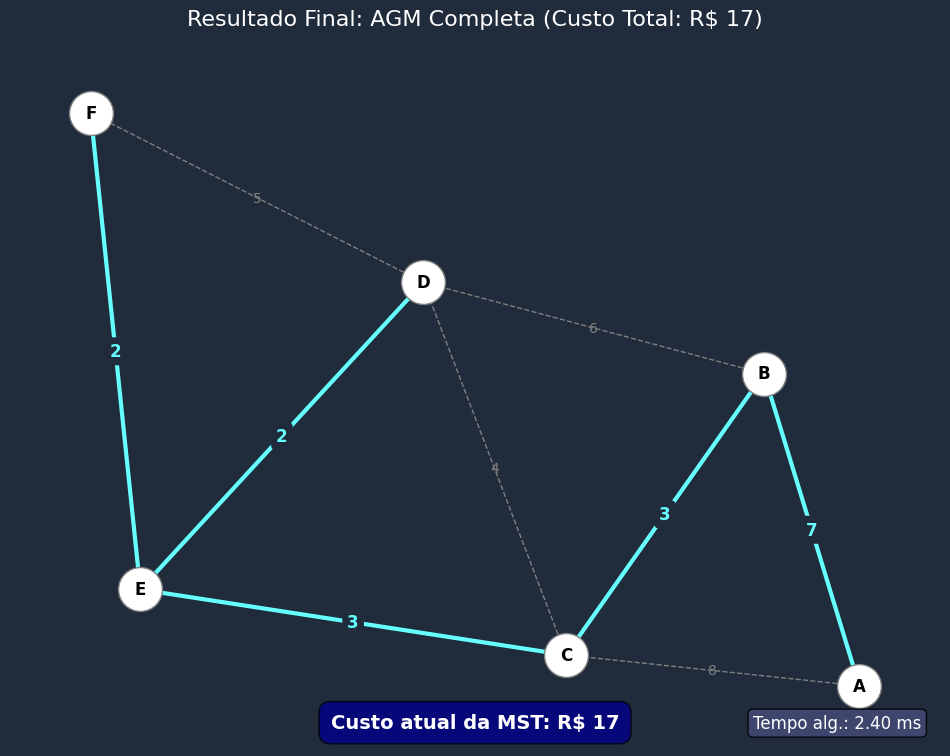 Resultado Final: AGM Completa (Custo Total: R$ 17)
F
5
D
6
B
2
2
4
3
7
E
3
C
8
A
Custo atual da MST: R$ 17
Tempo alg.: 2.40 ms